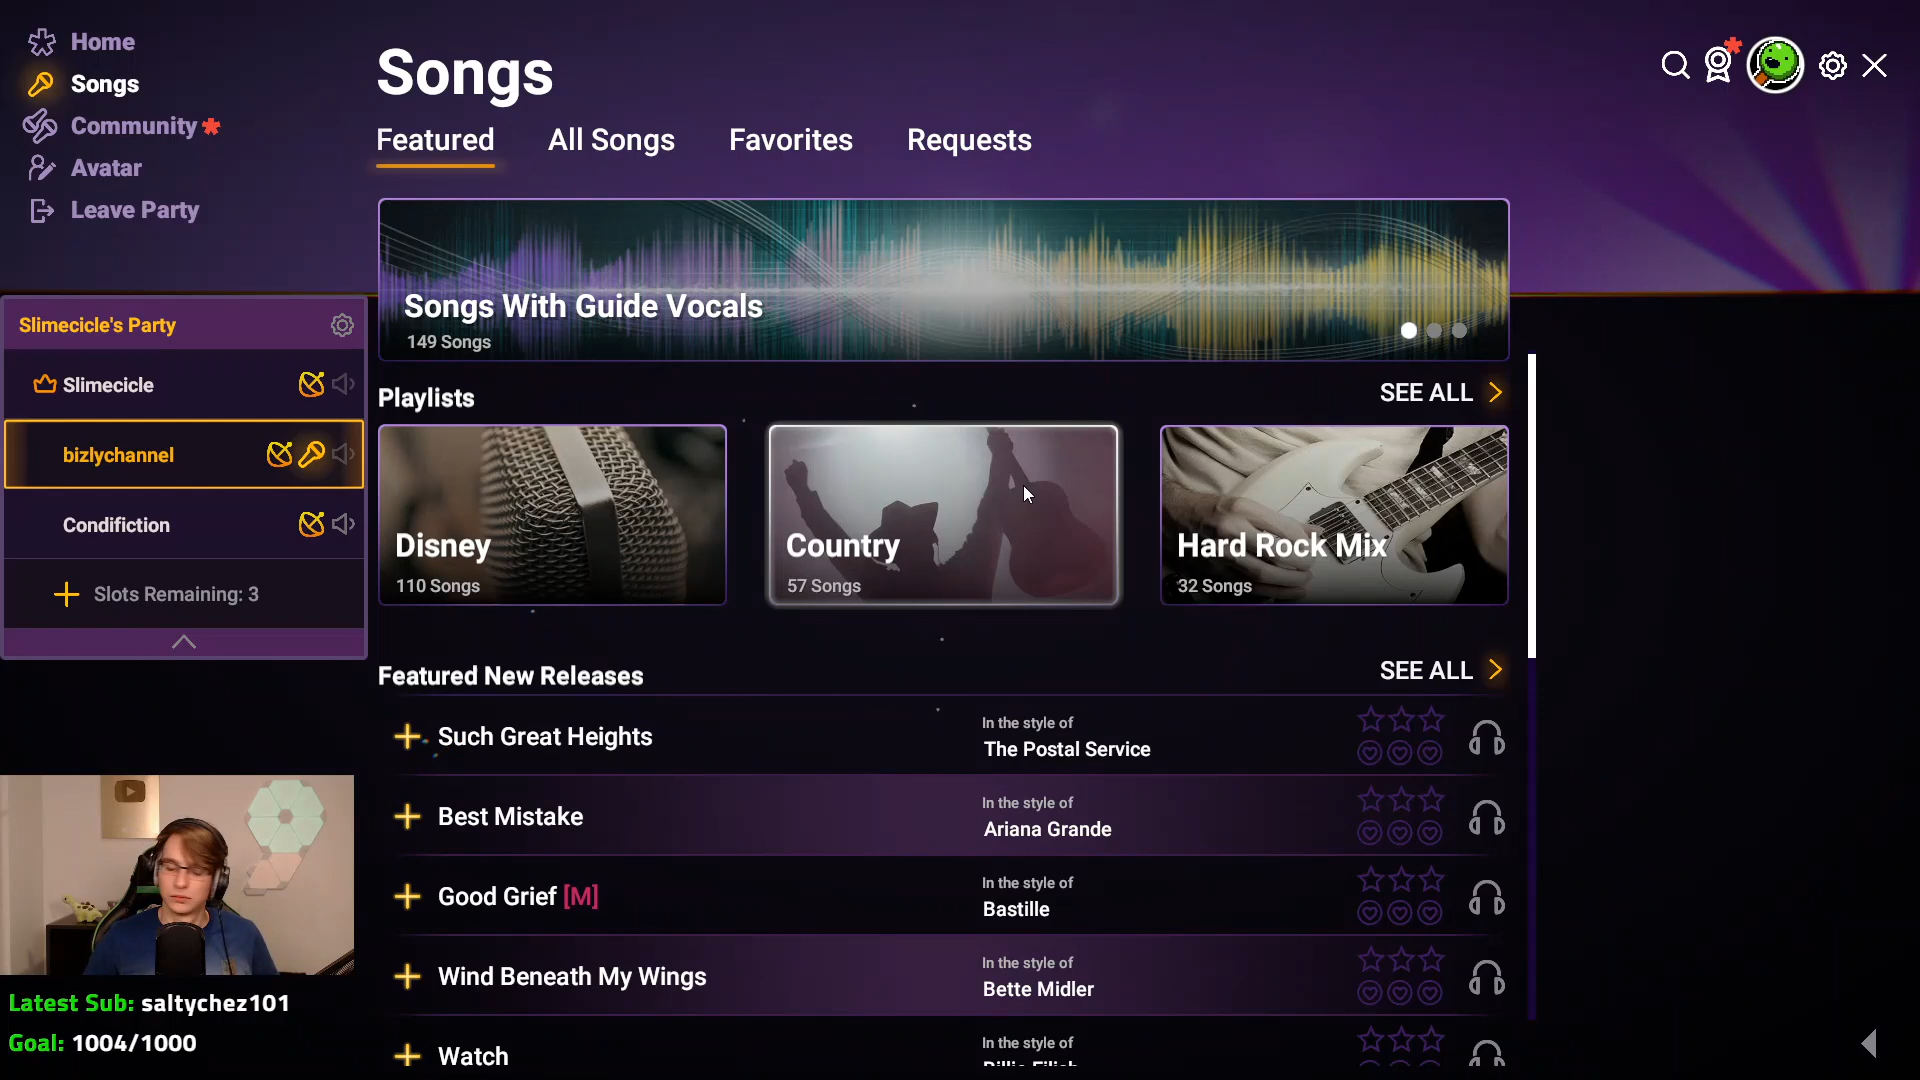 Home
Songs
Community
Avatar
Leave Party
Songs
Featured
All Songs
Favorites
Requests
Songs With Guide Vocals
149 Songs
Slimecicle's Party
Slimecicle
bizlychannel
Condifiction
Slots Remaining: 3
Playlists
SEE ALL
Disney
110 Songs
Country
57 Songs
Hard Rock Mix
32 Songs
Featured New Releases
SEE ALL
Such Great Heights
In the style of
The Postal Service
Best Mistake
In the style of
Ariana Grande
Good Grief [M]
In the style of
Bastille
Wind Beneath My Wings
In the style of
Bette Midler
Watch
In the style of
Billie Eilish
Latest Sub: saltychez101
Goal: 1004/1000